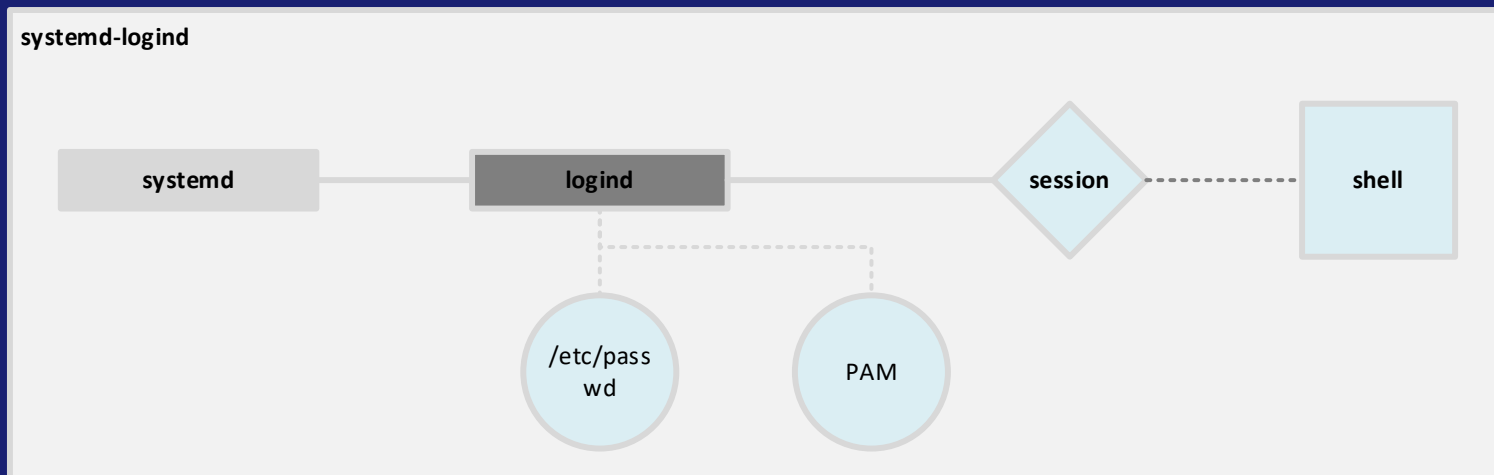 systemd-logind
systemd
logind
session
shell
/etc/pass
wd
PAM